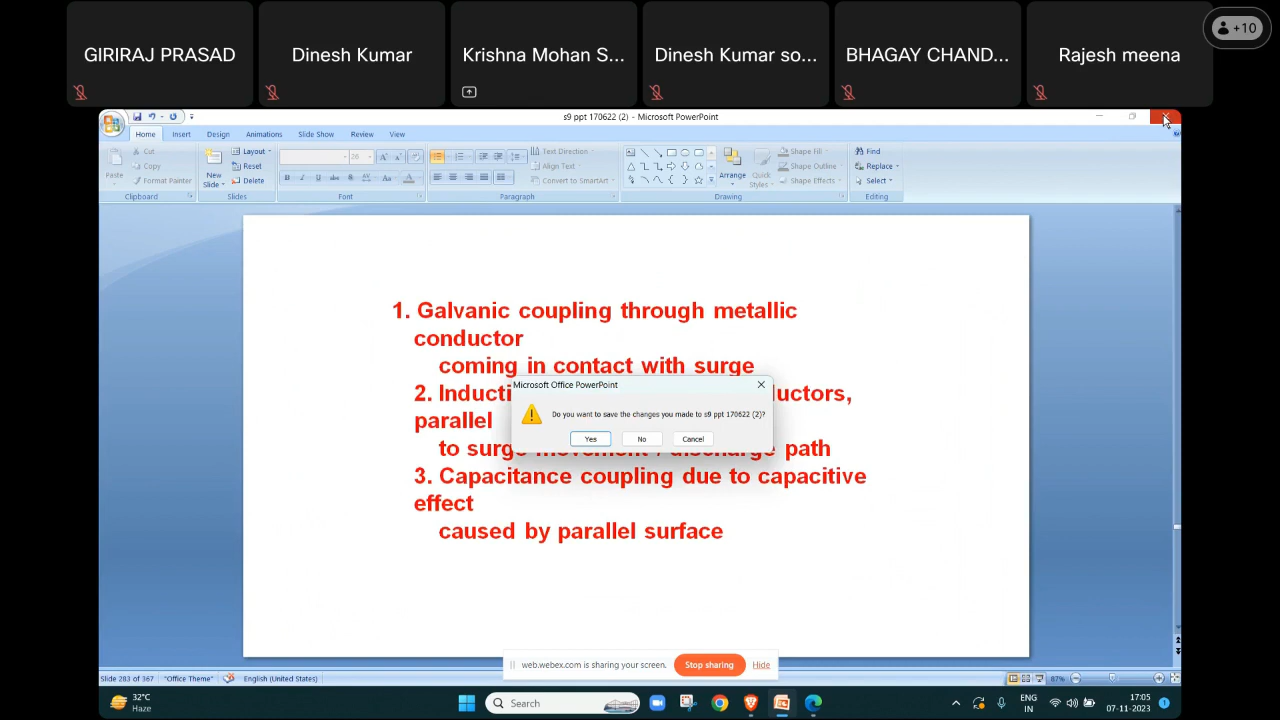 GIRIRAJ PRASAD
Dinesh Kumar
Krishna Mohan S...
Dinesh Kumar so...
BHAGAY CHAND...
Rajesh meena
+10
s9 ppt 170622 (2) - Microsoft PowerPoint
Home Insert Design Animations Slide Show Review View
Paste
Cut
Copy
Format Painter
Clipboard
New Slide
Layout
Reset
Delete
Slides
26
B I U abc S AV Aa A
Font
Text Direction
Align Text
Convert to SmartArt
Paragraph
Arrange
Quick Styles
Shape Fill
Shape Outline
Shape Effects
Drawing
Find
Replace
Select
Editing
1. Galvanic coupling through metallic
conductor
coming in contact with surge
2. Inducti
uctors,
parallel
to surge movement / discharge path
3. Capacitance coupling due to capacitive
effect
caused by parallel surface
Microsoft Office PowerPoint
Do you want to save the changes you made to s9 ppt 170622 (2)?
Yes No Cancel
web.webex.com is sharing your screen. Stop sharing Hide
Slide 283 of 367 "Office Theme" English (United States) 87%
32°C
Haze
Search
ENG
IN
17:05
07-11-2023